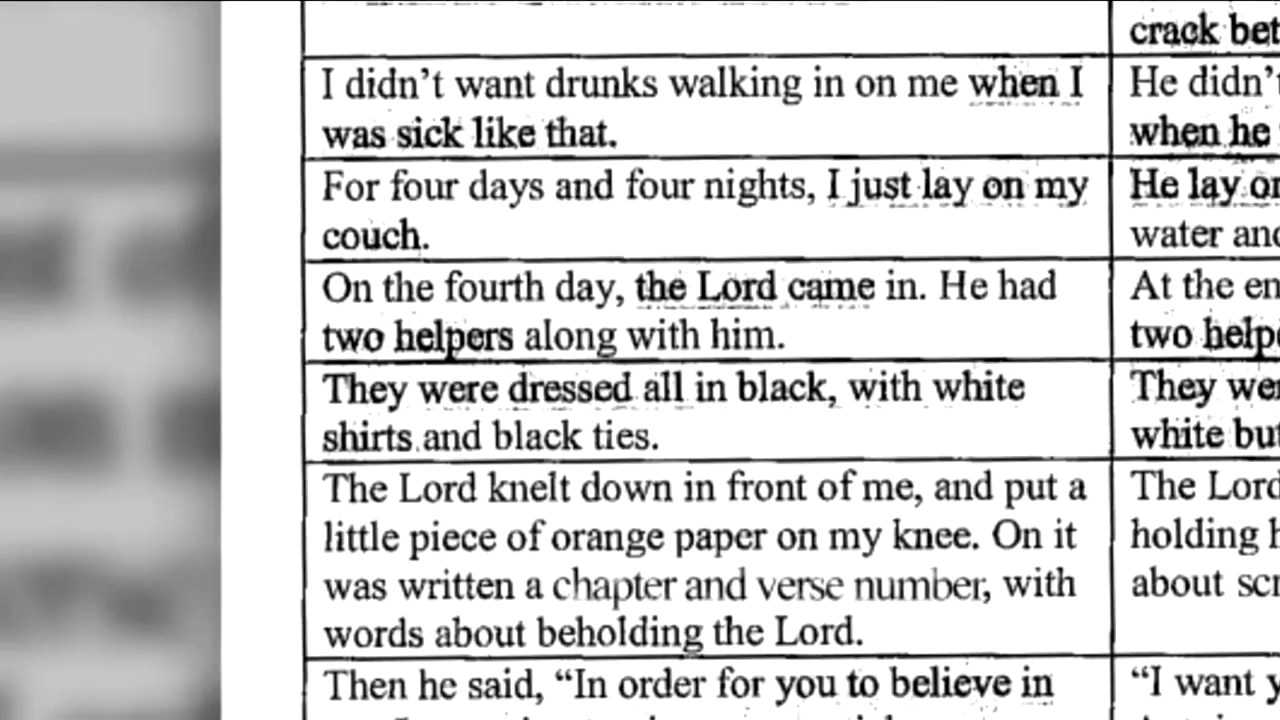 crack bet
I didn't want drunks walking in on me when I
was sick like that.
He didn't
when he
For four days and four nights, I just lay on my
couch.
He lay on
water and
On the fourth day, the Lord came in. He had
two helpers along with him.
At the en
two helpe
They were dressed all in black, with white
shirts and black ties.
They wer
white but
The Lord knelt down in front of me, and put a
little piece of orange paper on my knee. On it
was written a chapter and verse number, with
words about beholding the Lord.
The Lord
holding h
about scr
Then he said, “In order for you to believe in
“I want y